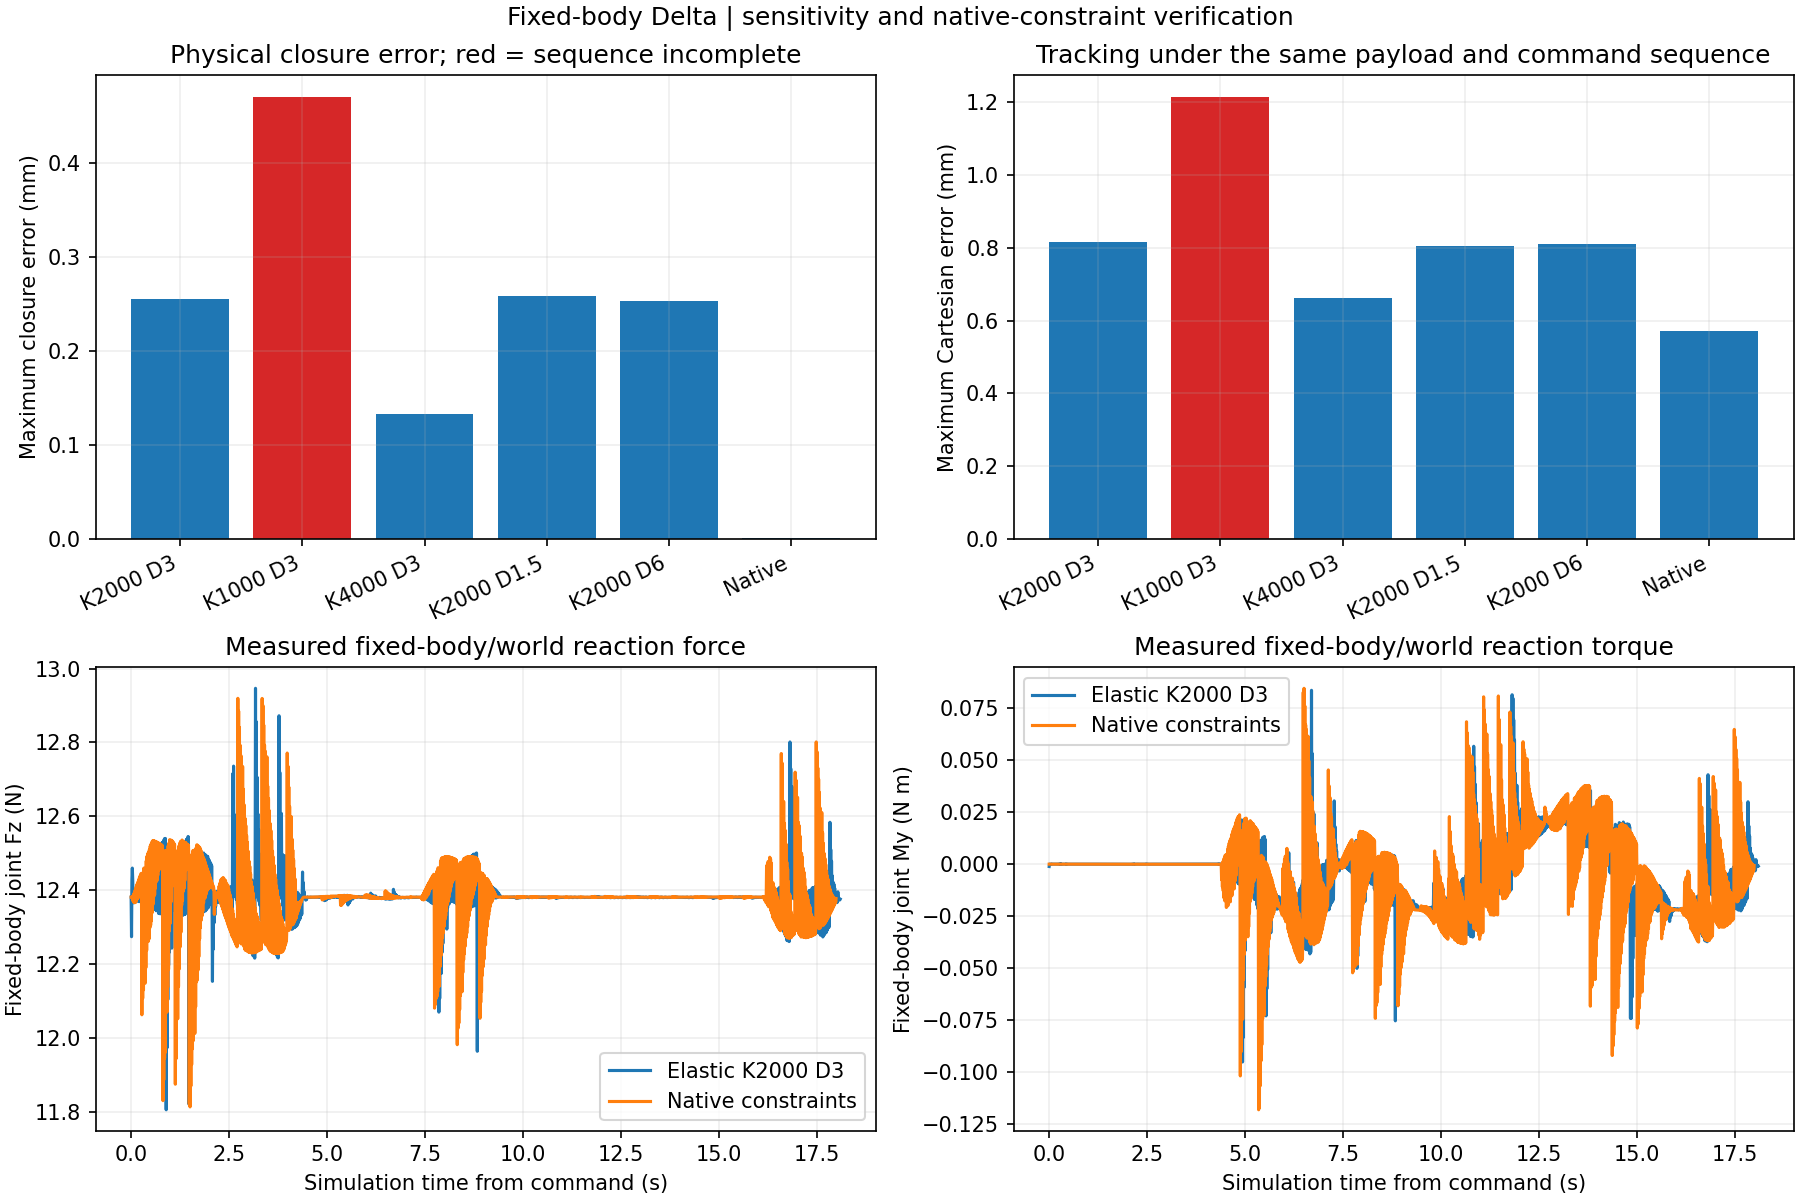 Fixed-body Delta | sensitivity and native-constraint verification
Physical closure error; red = sequence incomplete
Maximum closure error (mm)
0.4
0.3
0.2
0.1
0.0
K2000 D3
K1000 D3
K4000 D3
K2000 D1.5
K2000 D6
Native
Tracking under the same payload and command sequence
Maximum Cartesian error (mm)
1.2
1.0
0.8
0.6
0.4
0.2
0.0
K2000 D3
K1000 D3
K4000 D3
K2000 D1.5
K2000 D6
Native
Measured fixed-body/world reaction force
Fixed-body joint Fz (N)
13.0
12.8
12.6
12.4
12.2
12.0
11.8
Elastic K2000 D3
Native constraints
0.0
2.5
5.0
7.5
10.0
12.5
15.0
17.5
Simulation time from command (s)
Measured fixed-body/world reaction torque
Fixed-body joint My (N m)
0.075
0.050
0.025
0.000
−0.025
−0.050
−0.075
−0.100
−0.125
Elastic K2000 D3
Native constraints
0.0
2.5
5.0
7.5
10.0
12.5
15.0
17.5
Simulation time from command (s)